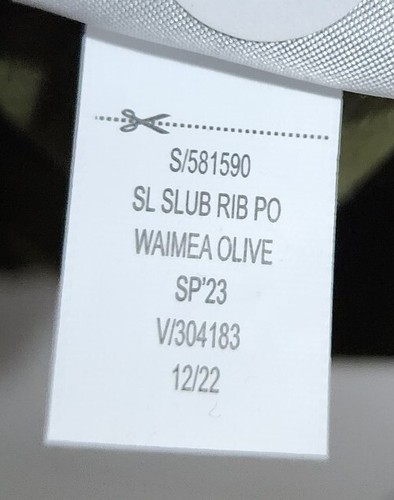 S/581590
SL SLUB RIB PO
WAIMEA OLIVE
SP'23
V/304183
12/22